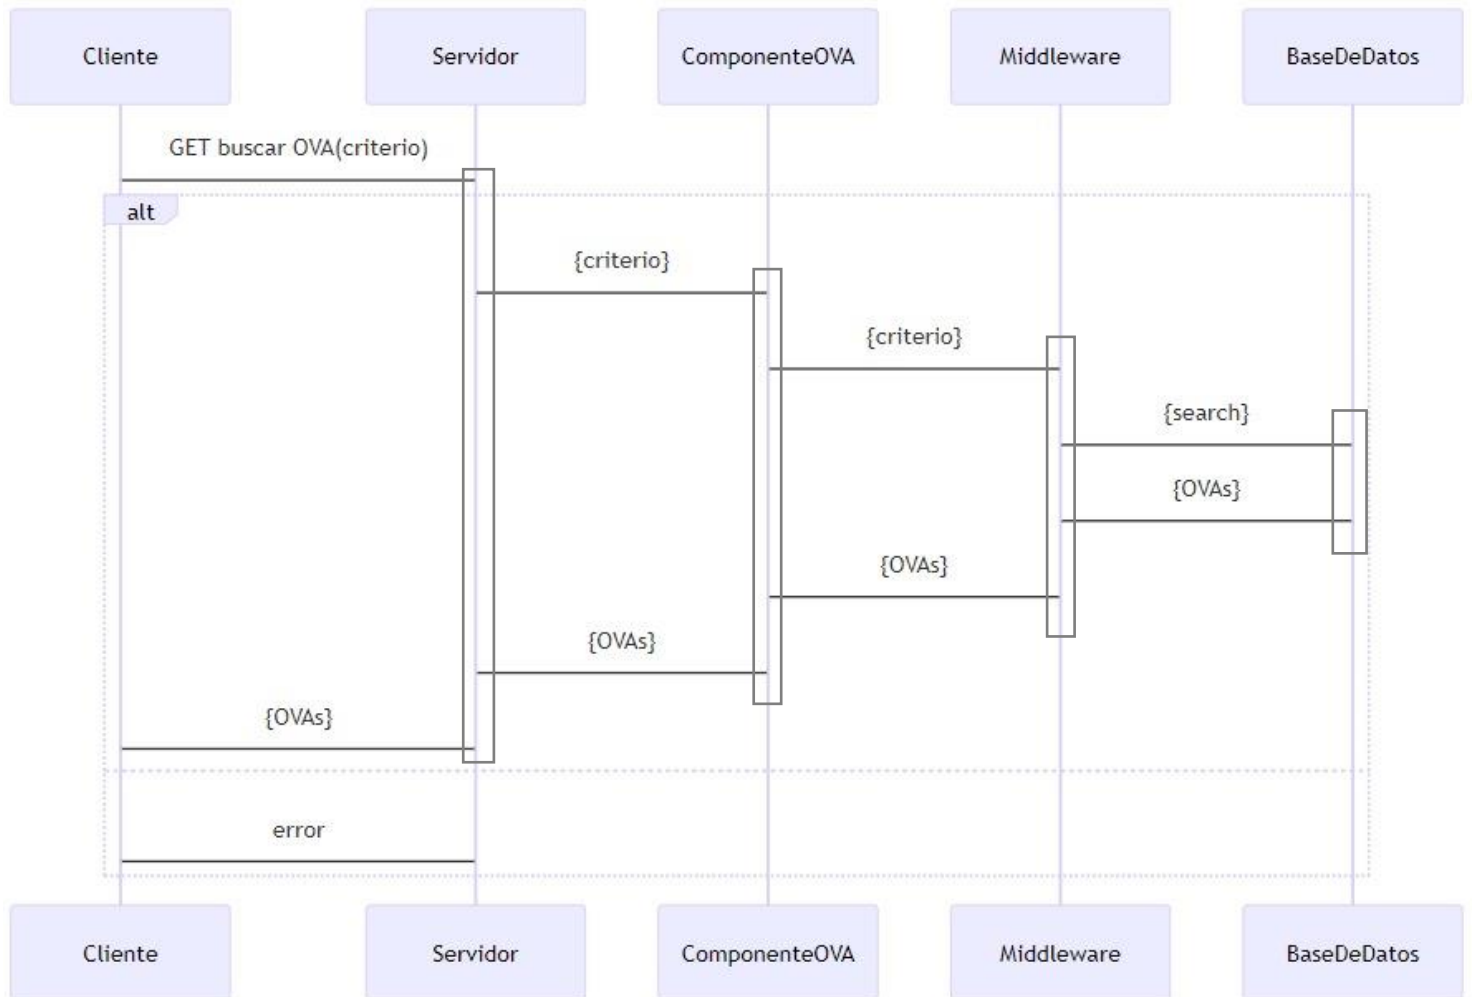 Cliente
Servidor
ComponenteOVA
Middleware
BaseDeDatos
GET buscar OVA(criterio)
alt
{criterio}
{criterio}
{search}
{OVAs}
{OVAs}
{OVAs}
{OVAs}
error
Cliente
Servidor
ComponenteOVA
Middleware
BaseDeDatos